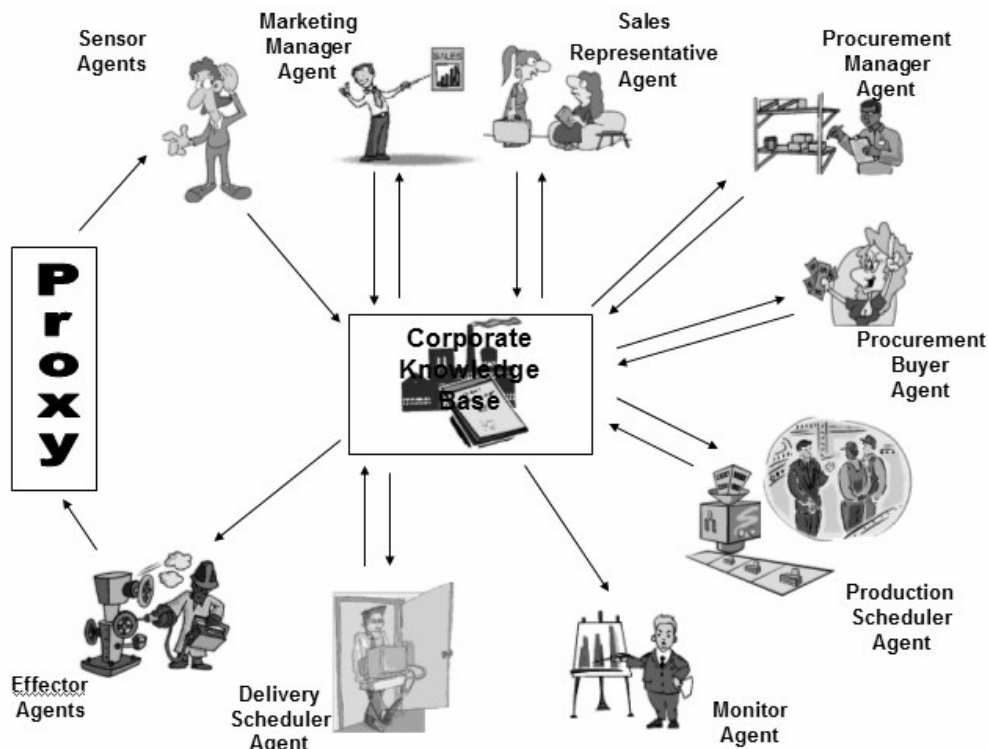 Sensor
Agents
Marketing
Manager
Agent
SALES
Sales
Representative
Agent
Procurement
Manager
Agent
Proxy
Corporate
Knowledge
Base
Procurement
Buyer
Agent
Production
Scheduler
Agent
Effector
Agents
Delivery
Scheduler
Agent
Monitor
Agent